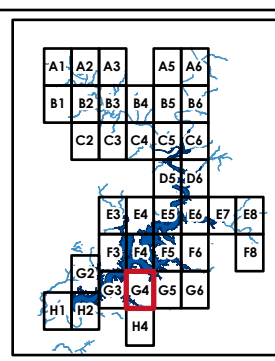 A1 A2 A3 A5 A6
B1 B2 B3 B4 B5 B6
C2 C3 C4 C5 C6
D5 D6
E3 E4 E5 E6 E7 E8
F3 F4 F5 F6 F8
G2
G3 G4 G5 G6
H1 H2
H4